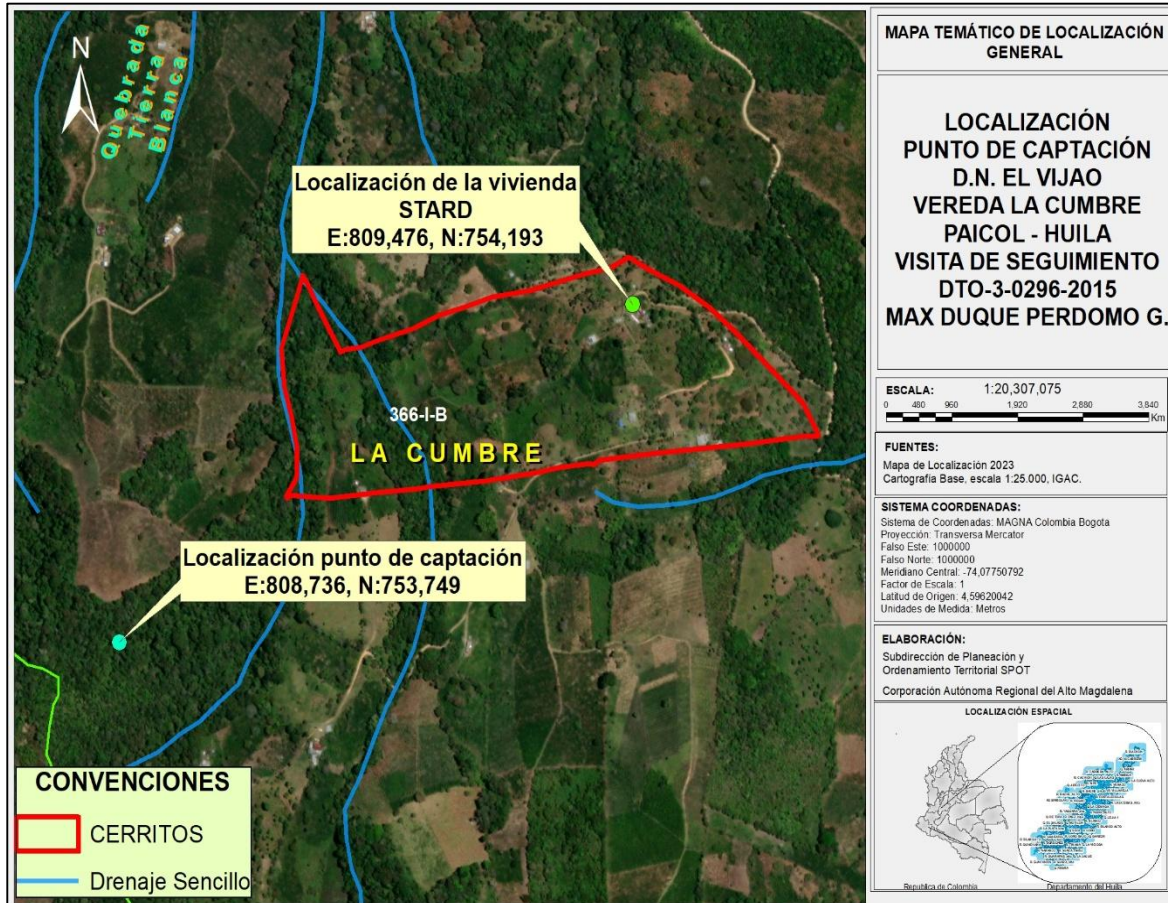 N
Quebrada
Tierra
Blanca
Localización de la vivienda
STARD
E:809,476, N:754,193
366-I-B
LA CUMBRE
Localización punto de captación
E:808,736, N:753,749
CONVENCIONES
CERRITOS
Drenaje Sencillo
MAPA TEMÁTICO DE LOCALIZACIÓN
GENERAL
LOCALIZACIÓN
PUNTO DE CAPTACIÓN
D.N. EL VIJAO
VEREDA LA CUMBRE
PAICOL - HUILA
VISITA DE SEGUIMIENTO
DTO-3-0296-2015
MAX DUQUE PERDOMO G.
ESCALA: 1:20,307,075
0 480 960 1,920 2,880 3,840
Km
FUENTES:
Mapa de Localización 2023
Cartografía Base, escala 1:25.000, IGAC.
SISTEMA COORDENADAS:
Sistema de Coordenadas: MAGNA Colombia Bogota
Proyección: Transversa Mercator
Falso Este: 1000000
Falso Norte: 1000000
Meridiano Central: -74,07750792
Factor de Escala: 1
Latitud de Origen: 4,59620042
Unidades de Medida: Metros
ELABORACIÓN:
Subdirección de Planeación y
Ordenamiento Territorial SPOT
Corporación Autónoma Regional del Alto Magdalena
LOCALIZACIÓN ESPACIAL
Republica de Colombia
Departamento del Huila